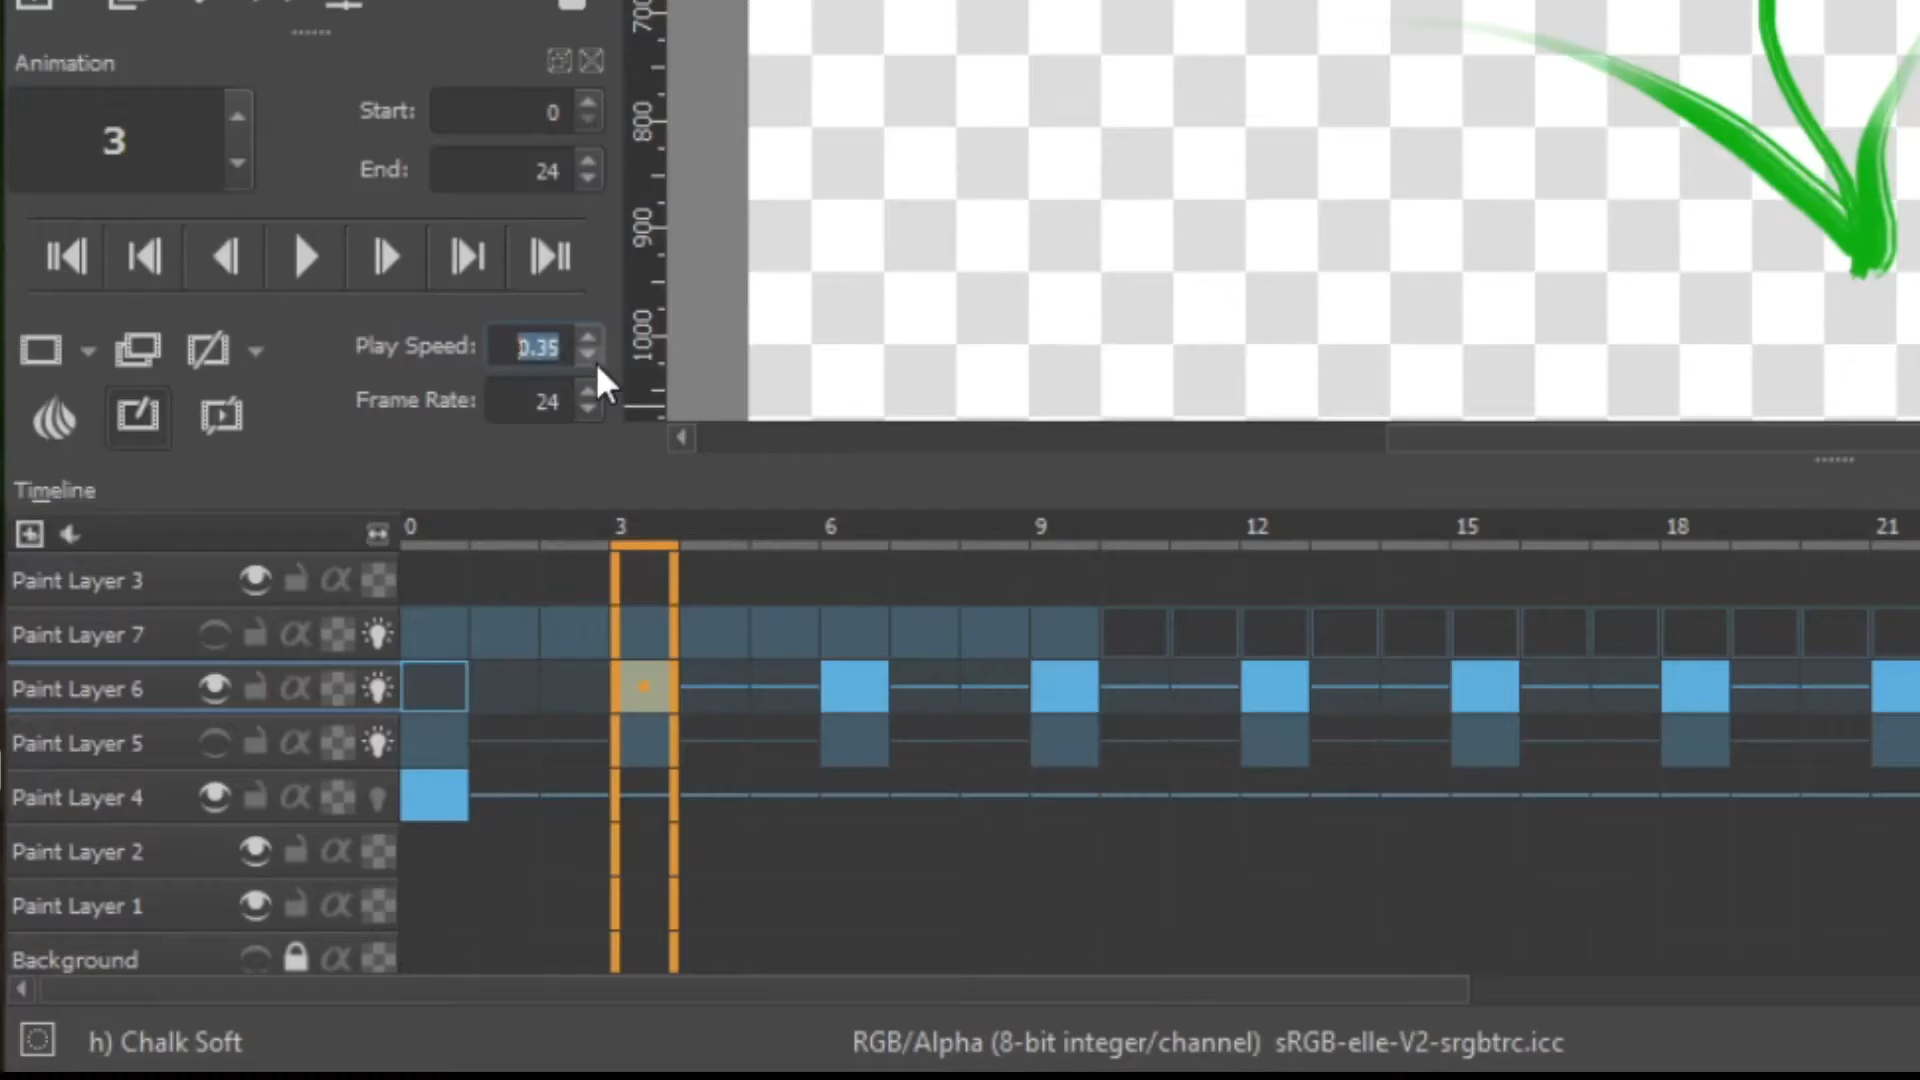 Animation
3
Start: 0
End: 24
Play Speed: 0.35
Frame Rate: 24
700
800
900
1000
Timeline
0 3 6 9 12 15 18 21
Paint Layer 3 α
Paint Layer 7 α
Paint Layer 6 α
Paint Layer 5 α
Paint Layer 4 α
Paint Layer 2 α
Paint Layer 1 α
Background α
h) Chalk Soft
RGB/Alpha (8-bit integer/channel) sRGB-elle-V2-srgbtrc.icc